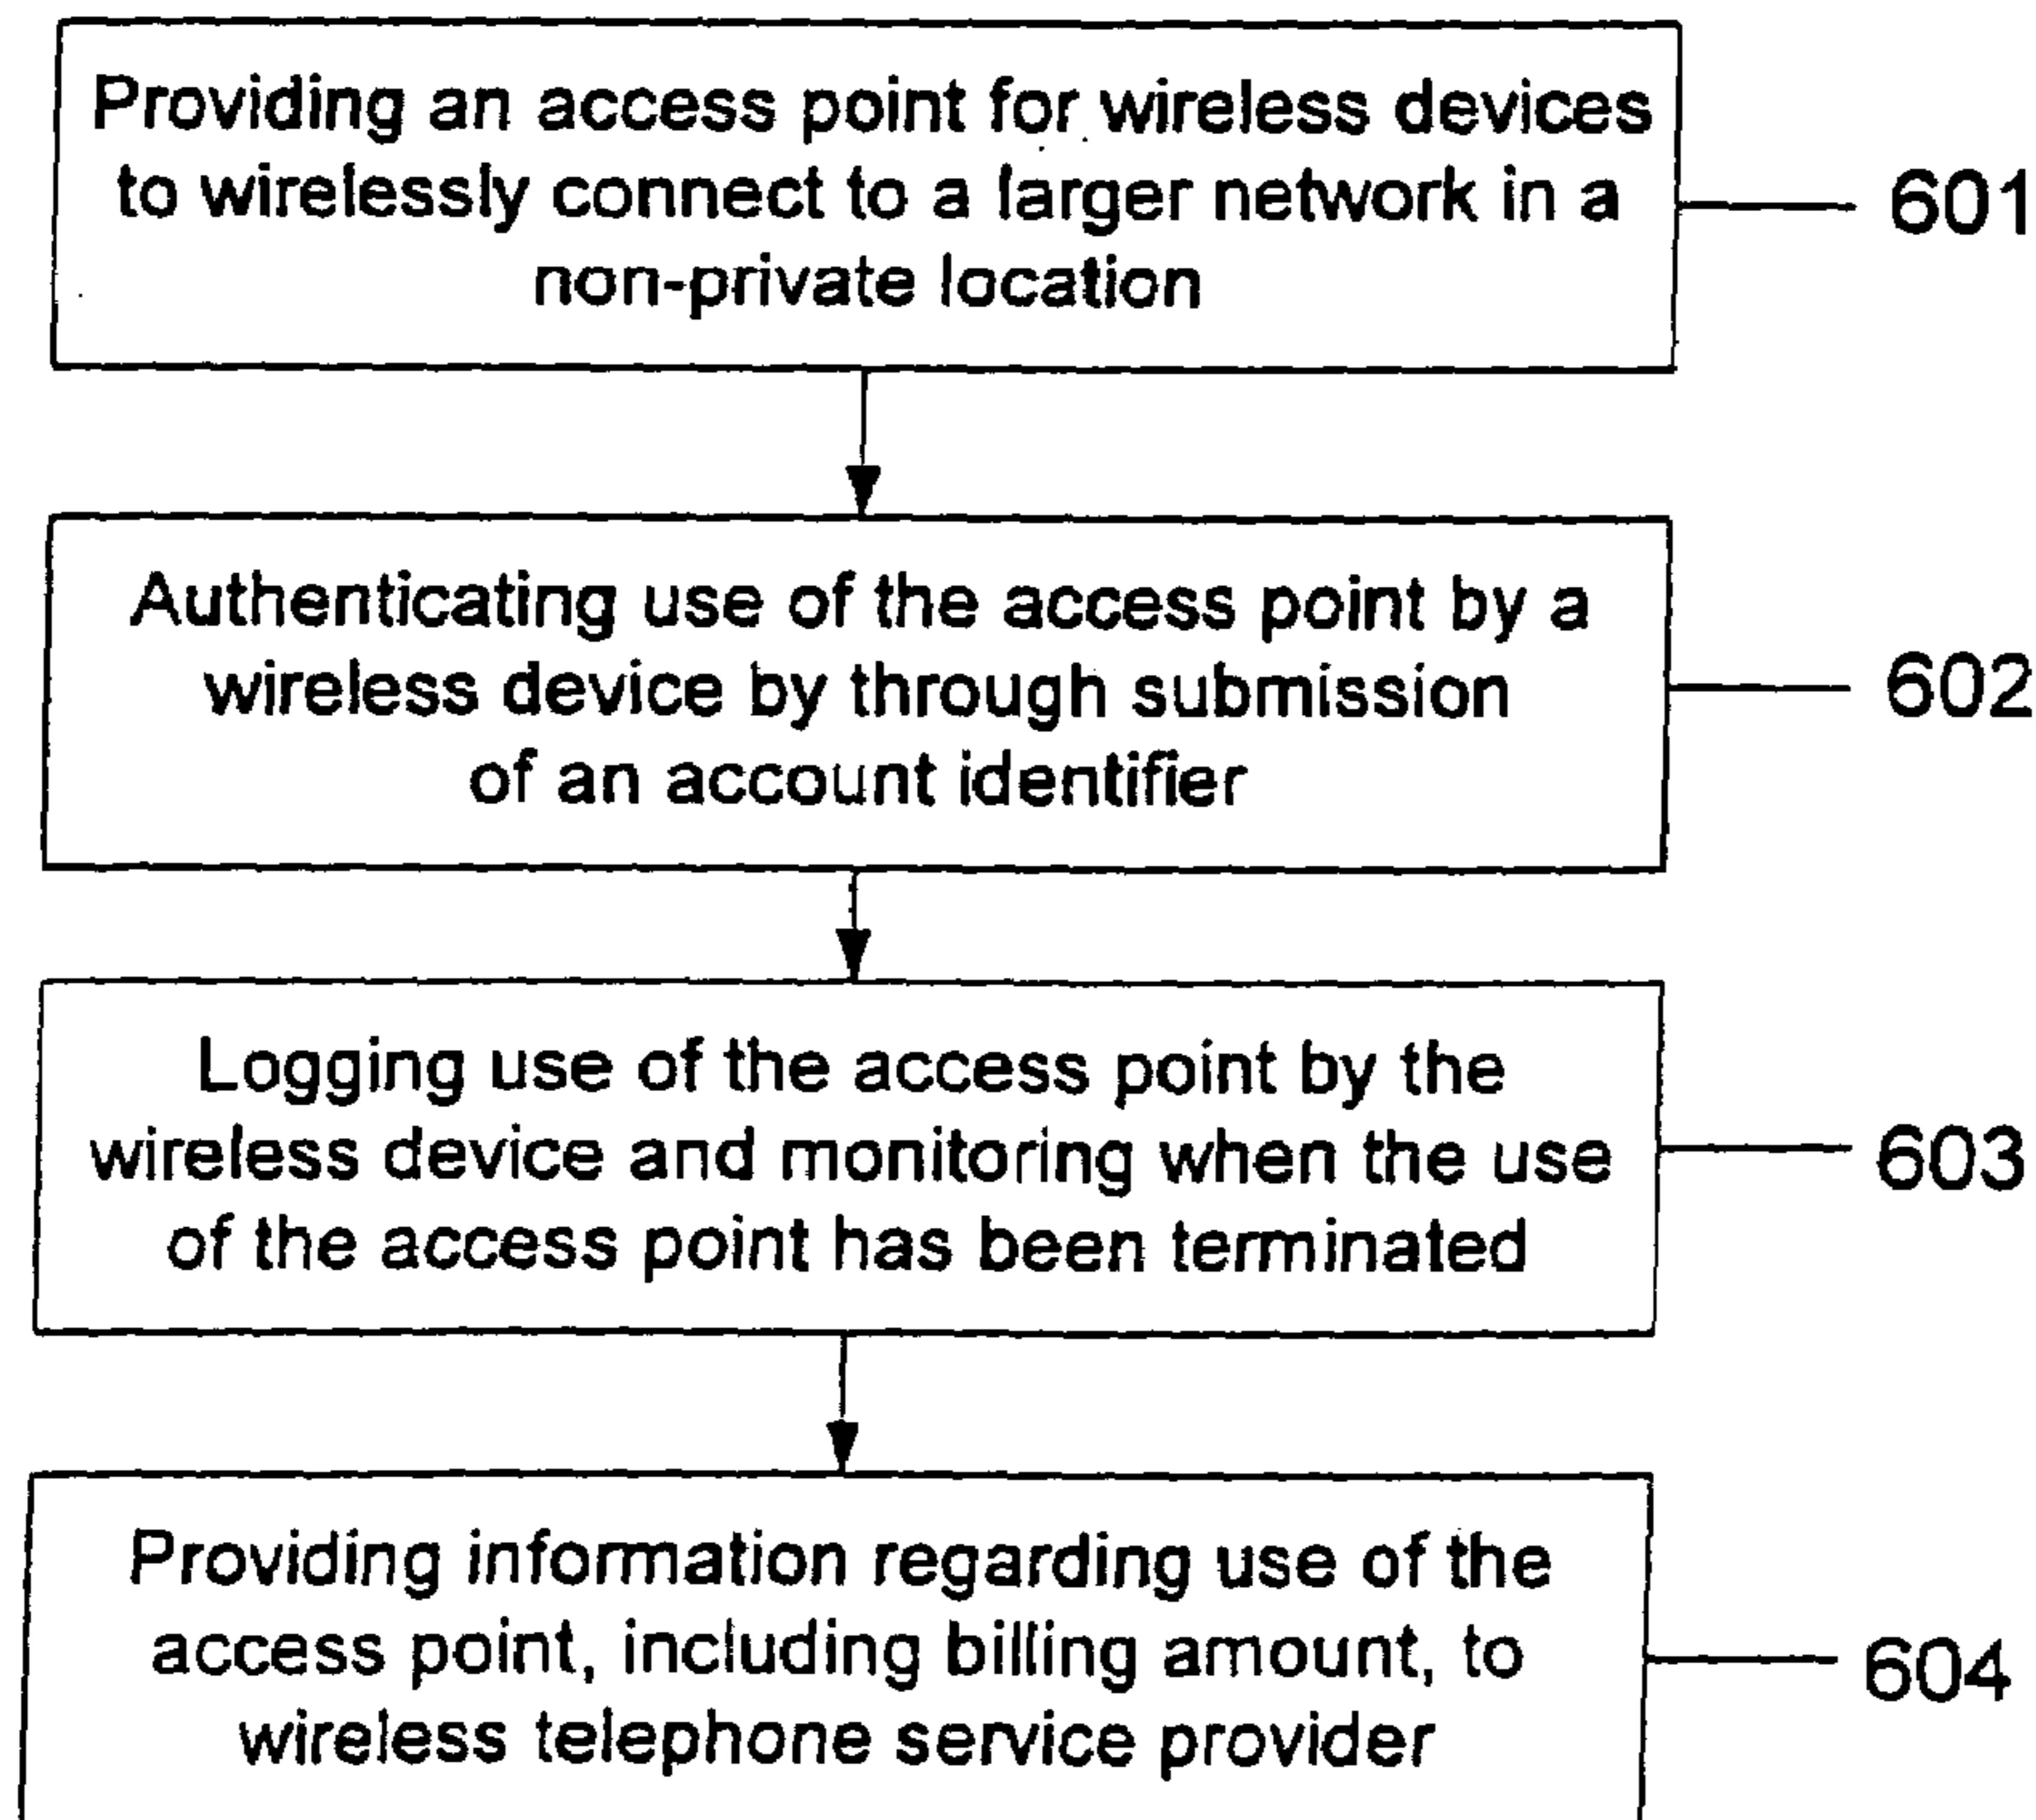 Providing an access point for wireless devices
to wirelessly connect to a larger network in a
non-private location
601
Authenticating use of the access point by a
wireless device by through submission
of an account identifier
602
Logging use of the access point by the
wireless device and monitoring when the use
of the access point has been terminated
603
Providing information regarding use of the
access point, including billing amount, to
wireless telephone service provider
604